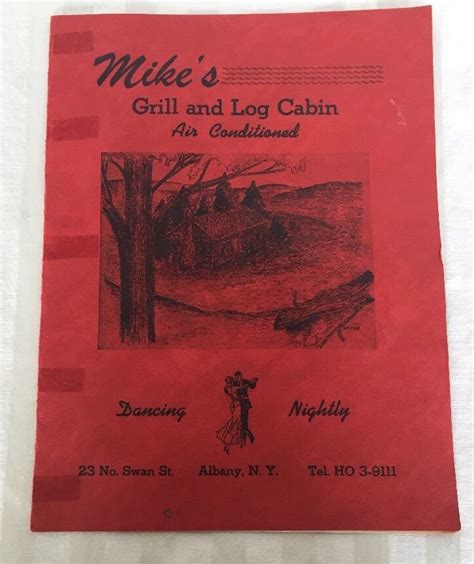 Mike's
Grill and Log Cabin
Air Conditioned
Dancing Nightly
23 No. Swan St. Albany, N. Y. Tel. HO 3-9111